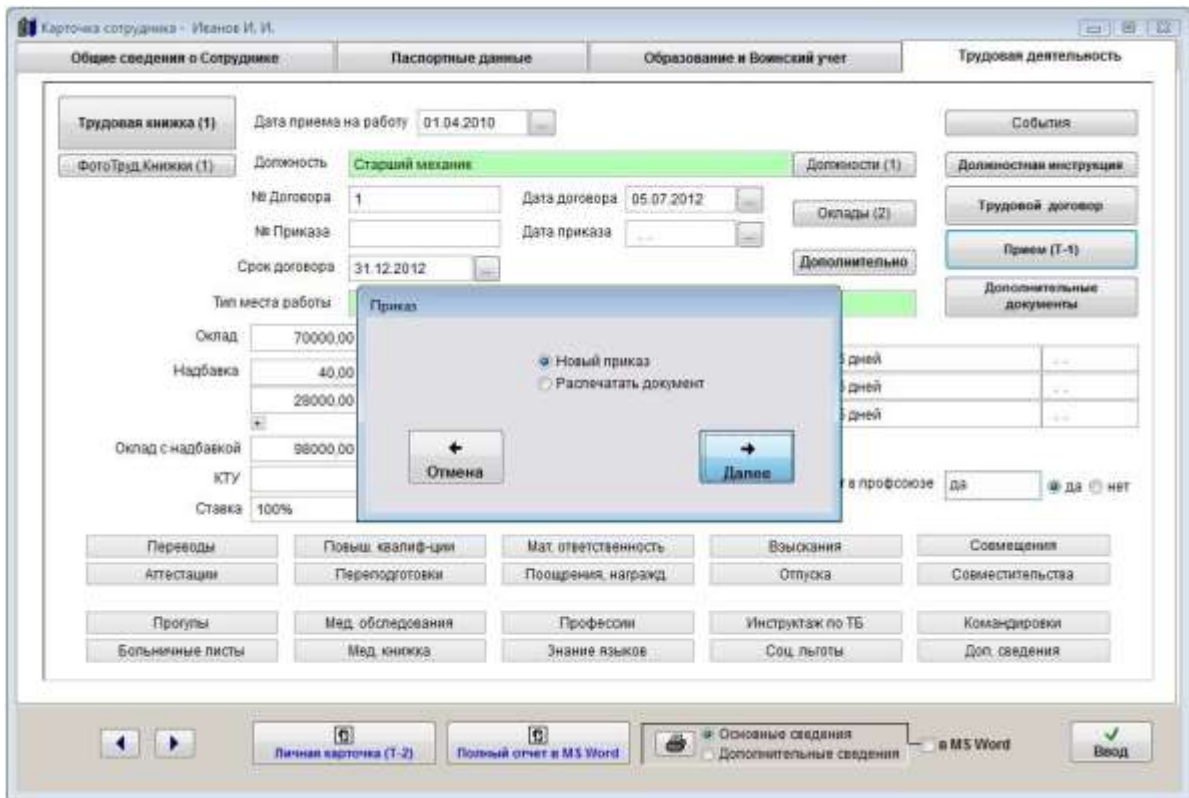 Карточка сотрудника - Иванов И. И.
Общие сведения о Сотруднике Паспортные данные Образование и Воинский учет Трудовая деятельность
Трудовая книжка (1) Дата приема на работу 01.04.2010 ... События
ФотоТруд.Книжки (1) Должность Старший механик Должности (1) Должностная инструкция
№ Договора 1 Дата договора 05.07.2012 ... Оклады (2) Трудовой договор
№ Приказа Дата приказа . . ...
Срок договора 31.12.2012 ... Дополнительно Прием (Т-1)
Тип места работы Дополнительные документы
Приказ
Новый приказ
Распечатать документ
Отмена Далее
Оклад 70000,00
Надбавка 40,00 дней . .
28000,00 дней . .
+ дней . .
Оклад с надбавкой 98000,00
КТУ в профсоюзе да да нет
Ставка 100%
Переводы Повыш. квалиф-ции Мат. ответственность Взыскания Совмещения
Аттестации Переподготовки Поощрения, награжд. Отпуска Совместительства
Прогулы Мед. обследования Профессии Инструктаж по ТБ Командировки
Больничные листы Мед. книжка Знание языков Соц. льготы Доп. сведения
Личная карточка (Т-2) Полный отчет в MS Word Основные сведения в MS Word Ввод
Дополнительные сведения